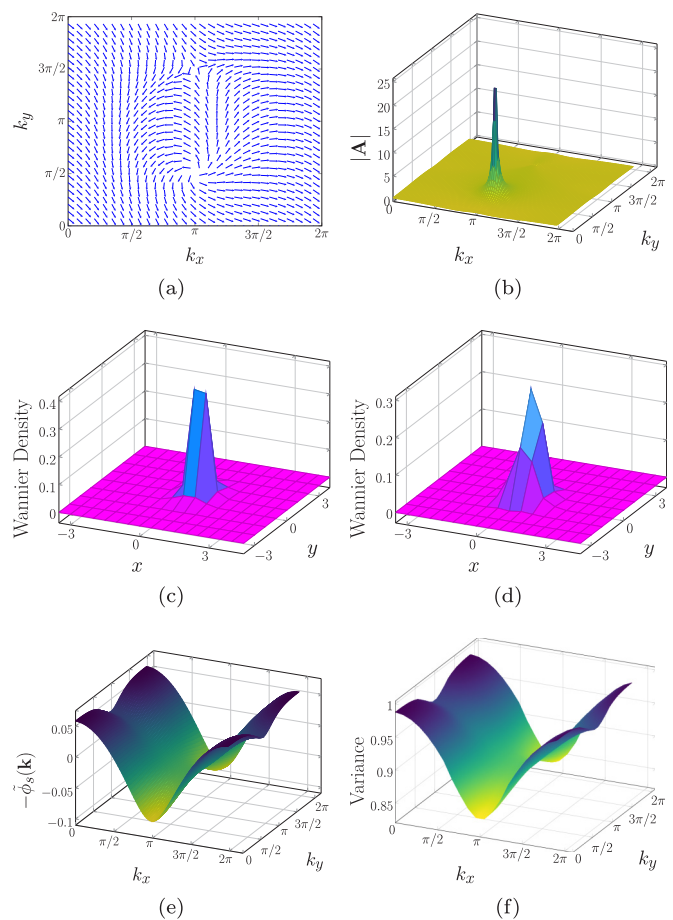 2π
3π/2
π
π/2
0
k_y
0
π/2
π
3π/2
2π
k_x
(a)
25
20
15
10
5
0
|A|
0
π/2
π
3π/2
2π
k_x
0
π/2
π
3π/2
2π
k_y
(b)
0.4
0.3
0.2
0.1
0
Wannier Density
−3
0
3
x
−3
0
3
y
(c)
0.3
0.2
0.1
0
Wannier Density
−3
0
3
x
−3
0
3
y
(d)
0.05
0
−0.05
−0.1
−φ̃_s(k)
0
π/2
π
3π/2
2π
k_x
0
π/2
π
3π/2
2π
k_y
(e)
1
0.95
0.9
0.85
Variance
0
π/2
π
3π/2
2π
k_x
0
π/2
π
3π/2
2π
k_y
(f)